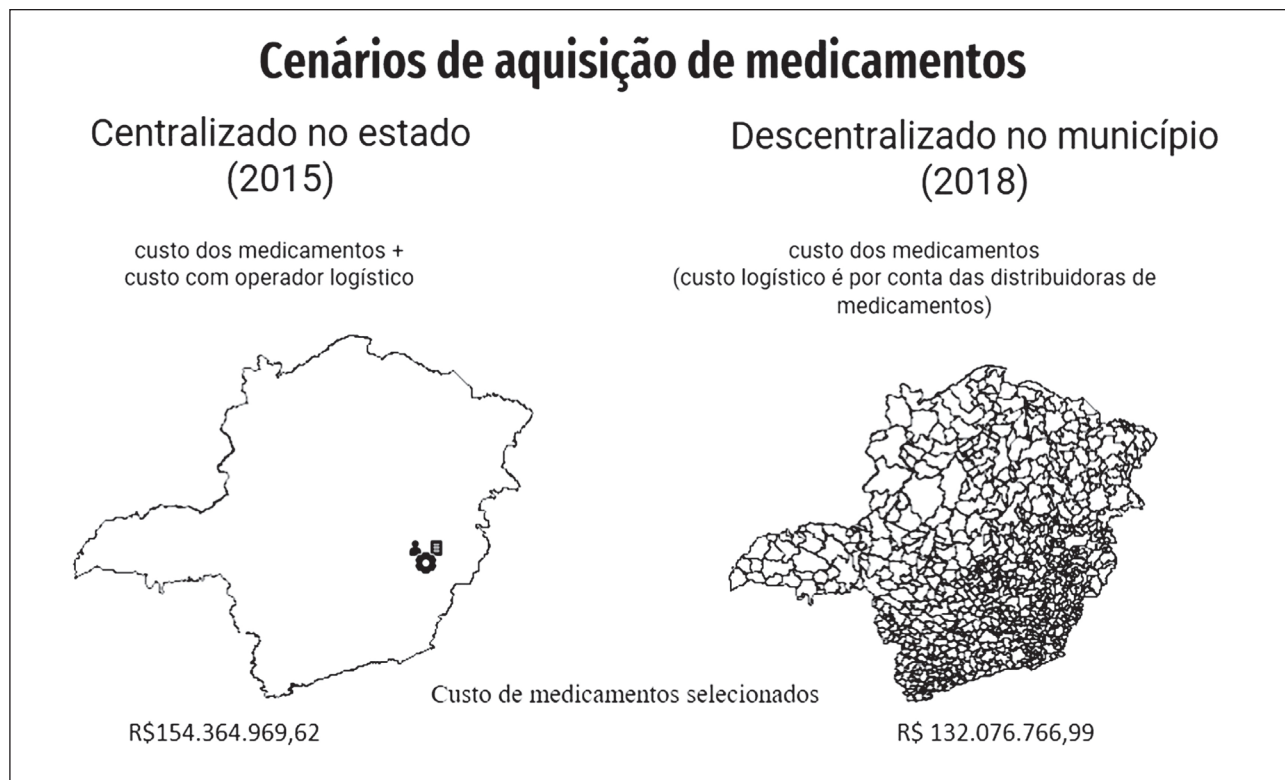 Cenários de aquisição de medicamentos
Centralizado no estado
(2015)
custo dos medicamentos +
custo com operador logístico
Descentralizado no município
(2018)
custo dos medicamentos
(custo logístico é por conta das distribuidoras de
medicamentos)
Custo de medicamentos selecionados
R$154.364.969,62
R$ 132.076.766,99